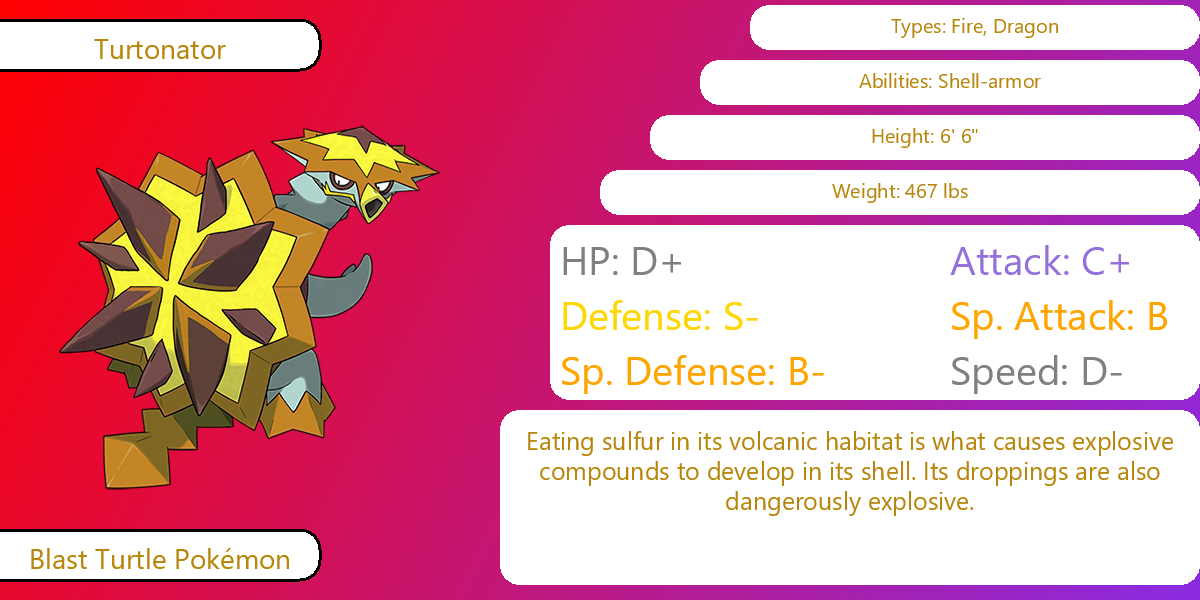 Turtonator
Types: Fire, Dragon
Abilities: Shell-armor
Height: 6' 6"
Weight: 467 lbs
HP: D+
Attack: C+
Defense: S-
Sp. Attack: B
Sp. Defense: B-
Speed: D-
Eating sulfur in its volcanic habitat is what causes explosive
compounds to develop in its shell. Its droppings are also
dangerously explosive.
Blast Turtle Pokémon